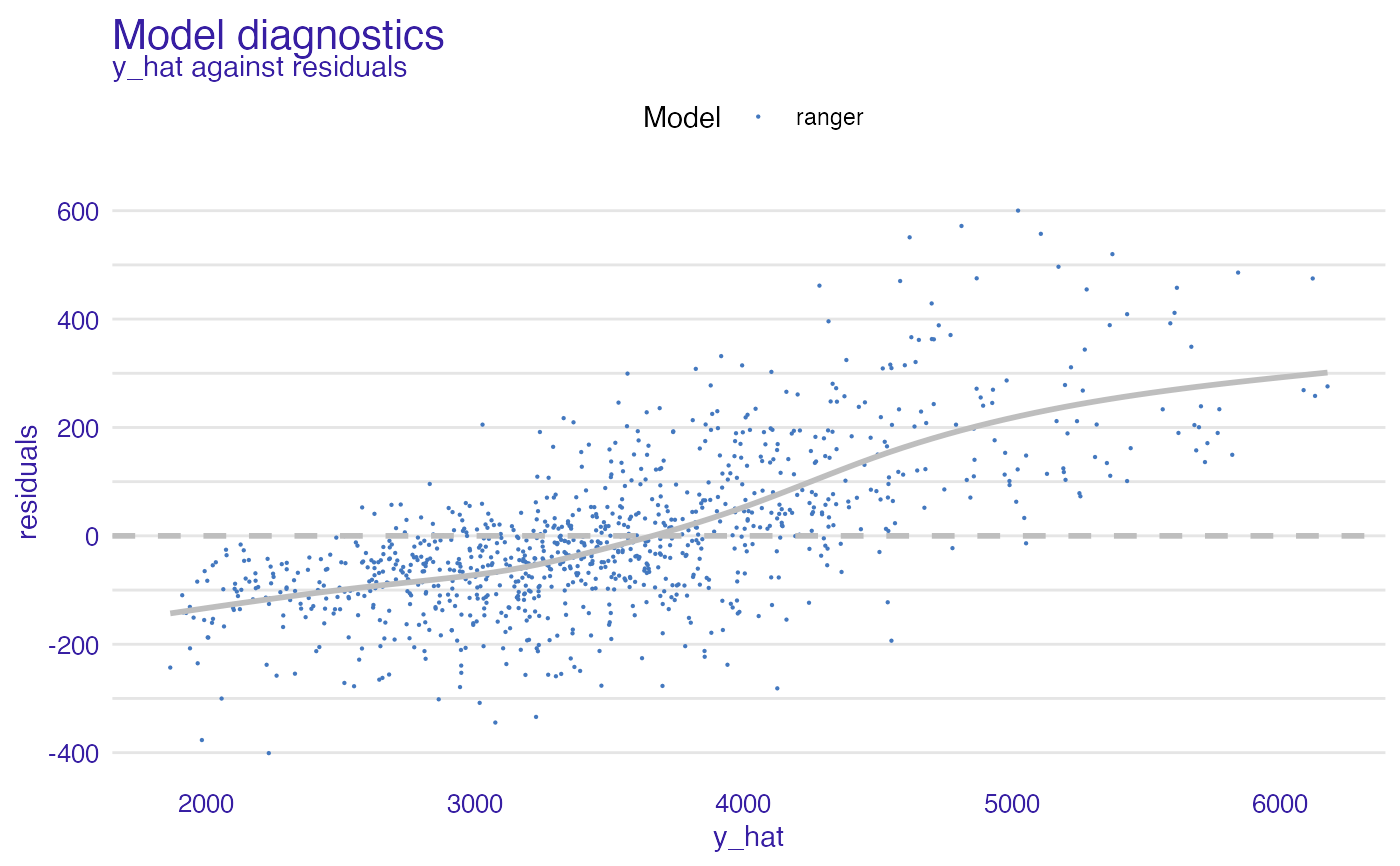 Model diagnostics
y_hat against residuals
Model ranger
600
400
200
0
-200
-400
residuals
2000 3000 4000 5000 6000
y_hat